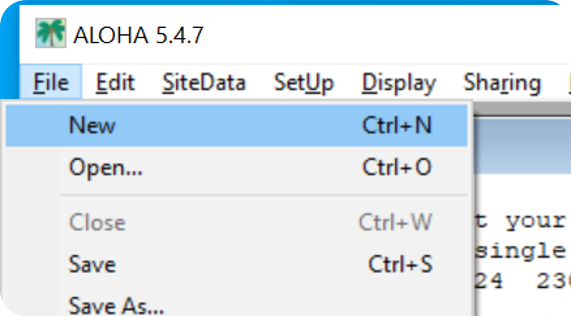 ALOHA 5.4.7
File Edit SiteData SetUp Display Sharing
New Ctrl+N
Open... Ctrl+O
Close Ctrl+W
t your
Save Ctrl+S
single
24 23
Save As...